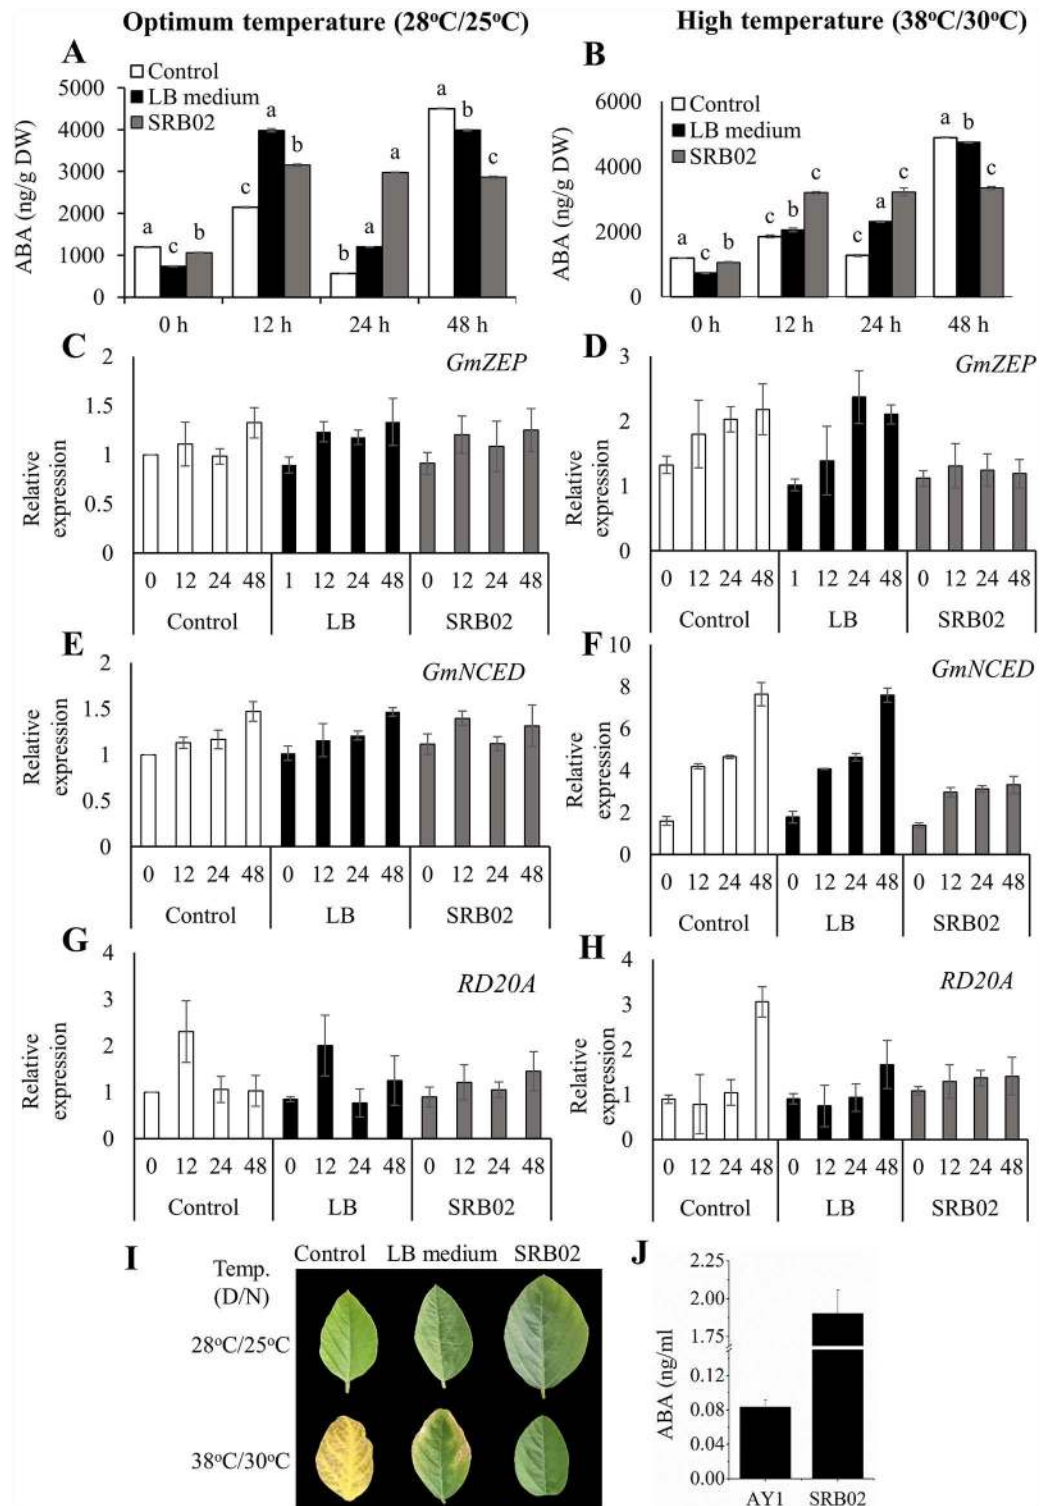 Optimum temperature (28°C/25°C)
High temperature (38°C/30°C)
A
Control
LB medium
SRB02
ABA (ng/g DW)
5000
4000
3000
2000
1000
0
a c b
c a b
b a a
a b c
0 h 12 h 24 h 48 h
B
Control
LB medium
SRB02
ABA (ng/g DW)
6000
4000
2000
0
a c b
c b c
c a c
a b c
0 h 12 h 24 h 48 h
C
GmZEP
Relative
expression
2
1.5
1
0.5
0
0 12 24 48 1 12 24 48 0 12 24 48
Control LB SRB02
D
GmZEP
Relative
expression
3
2
1
0
0 12 24 48 1 12 24 48 0 12 24 48
Control LB SRB02
E
GmNCED
Relative
expression
2
1.5
1
0.5
0
0 12 24 48 0 12 24 48 0 12 24 48
Control LB SRB02
F
GmNCED
Relative
expression
10
8
6
4
2
0
0 12 24 48 0 12 24 48 0 12 24 48
Control LB SRB02
G
RD20A
Relative
expression
4
3
2
1
0
0 12 24 48 0 12 24 48 0 12 24 48
Control LB SRB02
H
RD20A
Relative
expression
4
3
2
1
0
0 12 24 48 0 12 24 48 0 12 24 48
Control LB SRB02
I
Control LB medium SRB02
Temp.
(D/N)
28°C/25°C
38°C/30°C
J
ABA (ng/ml)
2.25
2.00
1.75
0.12
0.08
0.04
0.00
AY1 SRB02